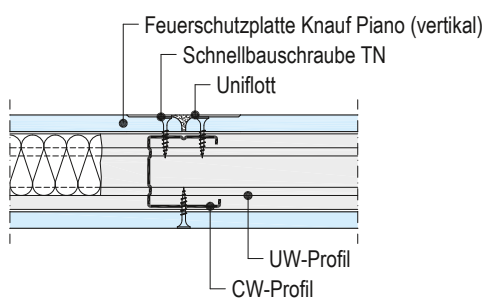 Feuerschutzplatte Knauf Piano (vertikal)
Schnellbauschraube TN
Uniflott
UW-Profil
CW-Profil